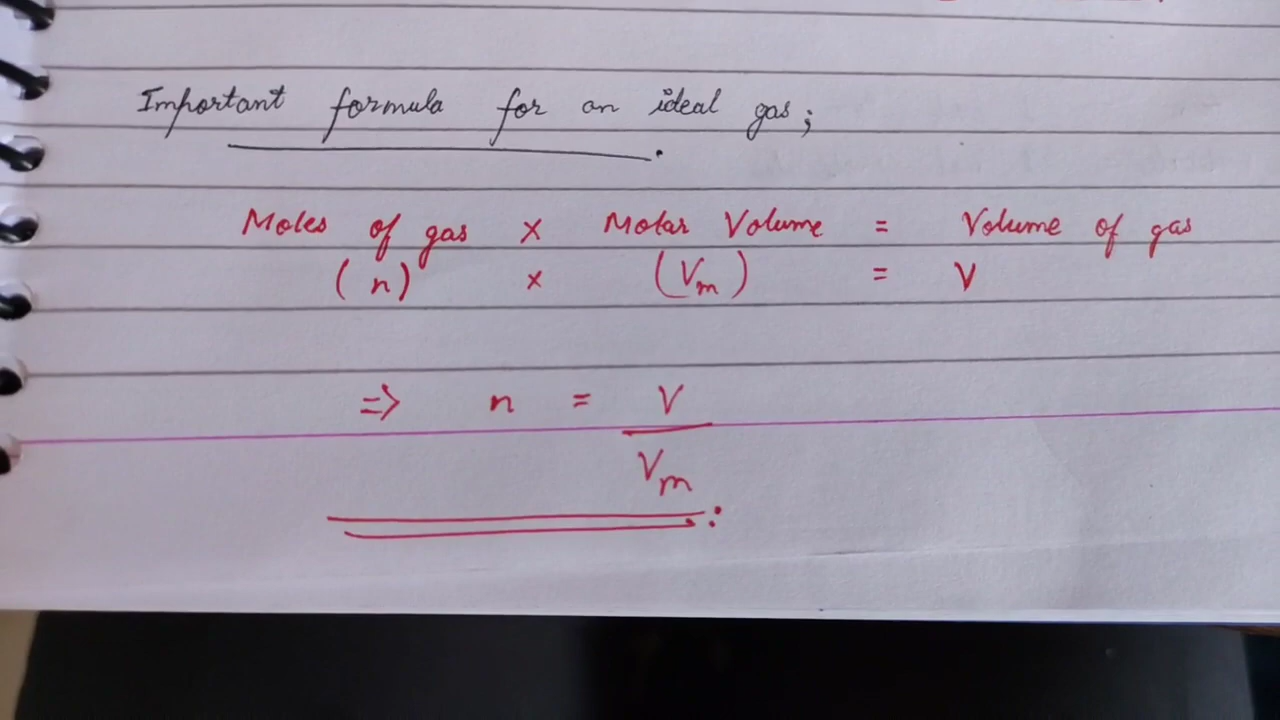 Important formula for an ideal gas;
Moles of gas × Molar Volume = Volume of gas
(n) × (Vm) = V
⇒ n = V
Vm